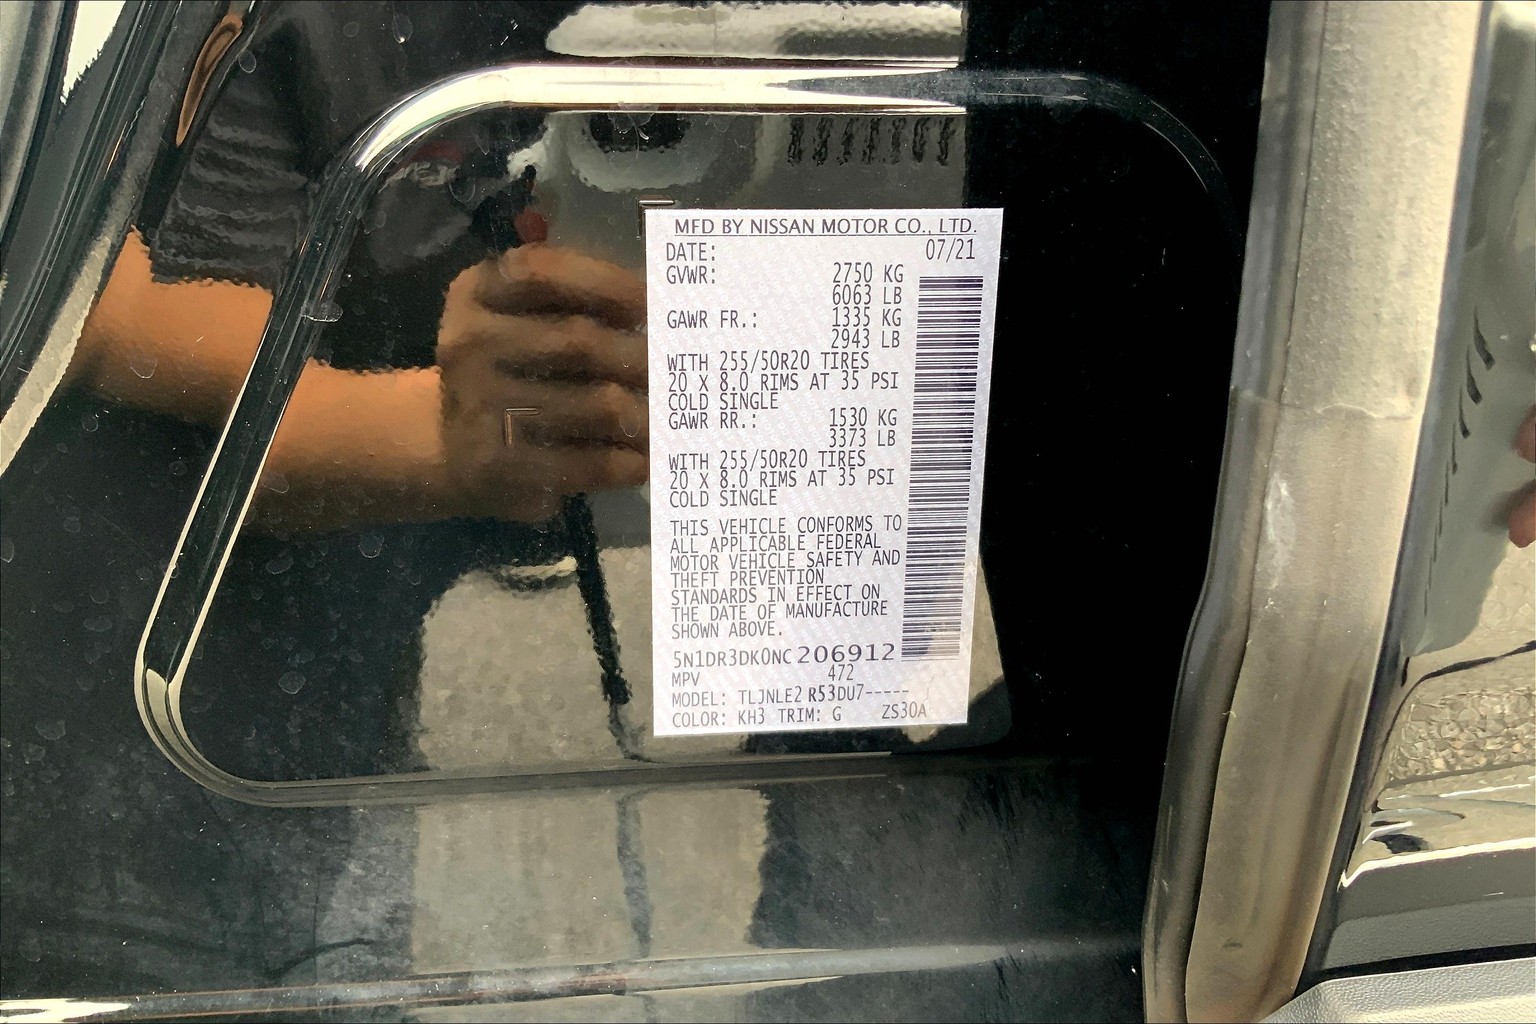 MFD BY NISSAN MOTOR CO., LTD.
DATE: 07/21
GVWR: 2750 KG
6063 LB
GAWR FR.: 1335 KG
2943 LB
WITH 255/50R20 TIRES
20 X 8.0 RIMS AT 35 PSI
COLD SINGLE
GAWR RR.: 1530 KG
3373 LB
WITH 255/50R20 TIRES
20 X 8.0 RIMS AT 35 PSI
COLD SINGLE
THIS VEHICLE CONFORMS TO
ALL APPLICABLE FEDERAL
MOTOR VEHICLE SAFETY AND
THEFT PREVENTION
STANDARDS IN EFFECT ON
THE DATE OF MANUFACTURE
SHOWN ABOVE.
5N1DR3DK0NC206912
MPV 472
MODEL: TLJNLE2 R53DU7-----
COLOR: KH3 TRIM: G ZS30A